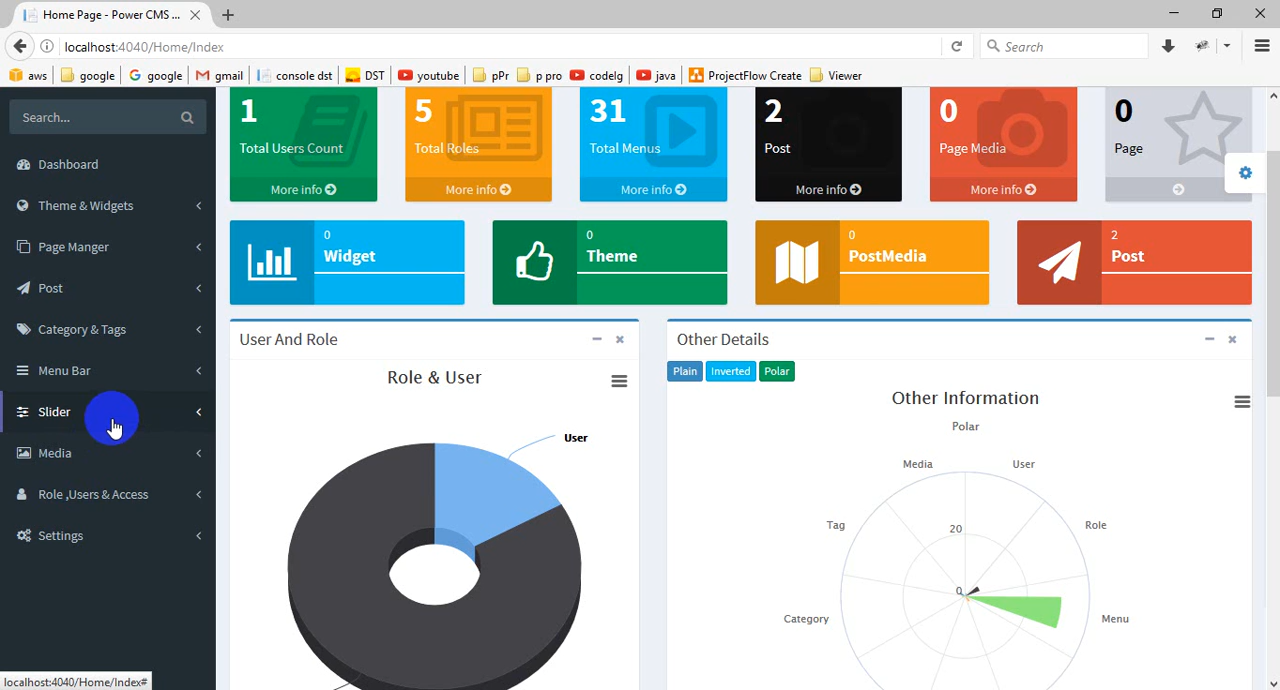 Home Page - Power CMS ...
localhost:4040/Home/Index
Search
aws google google gmail console dst DST youtube pPr p pro codelg java ProjectFlow Create Viewer
Search...
Dashboard
Theme & Widgets
Page Manger
Post
Category & Tags
Menu Bar
Slider
Media
Role ,Users & Access
Settings
1
Total Users Count
More info
5
Total Roles
More info
31
Total Menus
More info
2
Post
More info
0
Page Media
More info
0
Page
0
Widget
0
Theme
0
PostMedia
2
Post
User And Role
Role & User
User
Other Details
Plain Inverted Polar
Other Information
Polar
Media
User
Tag
Role
20
0
Category
Menu
localhost:4040/Home/Index#